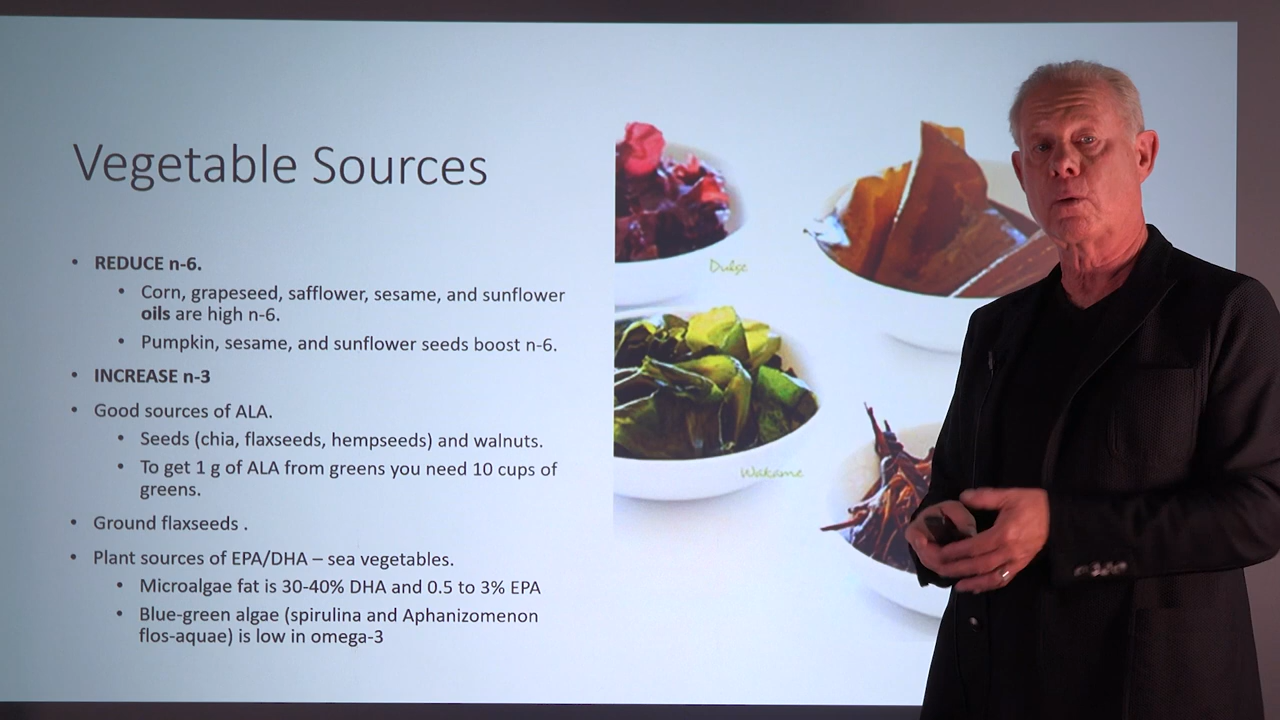 Vegetable Sources
• REDUCE n-6.
• Corn, grapeseed, safflower, sesame, and sunflower
oils are high n-6.
• Pumpkin, sesame, and sunflower seeds boost n-6.
• INCREASE n-3
• Good sources of ALA.
• Seeds (chia, flaxseeds, hempseeds) and walnuts.
• To get 1 g of ALA from greens you need 10 cups of
greens.
• Ground flaxseeds .
• Plant sources of EPA/DHA – sea vegetables.
• Microalgae fat is 30-40% DHA and 0.5 to 3% EPA
• Blue-green algae (spirulina and Aphanizomenon
flos-aquae) is low in omega-3
Dulse
Wakame